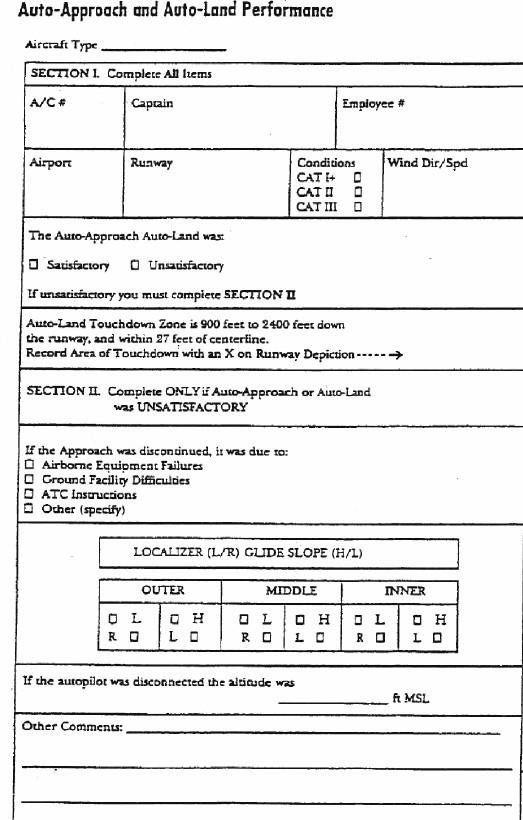 Auto-Approach and Auto-Land Performance
Aircraft Type
SECTION I. Complete All Items
A/C # Captain Employee #
Airport Runway Conditions Wind Dir/Spd
CAT I+ ☐
CAT II ☐
CAT III ☐
The Auto-Approach Auto-Land was:
☐ Satisfactory ☐ Unsatisfactory
If unsatisfactory you must complete SECTION II
Auto-Land Touchdown Zone is 900 feet to 2400 feet down
the runway, and within 27 feet of centerline.
Record Area of Touchdown with an X on Runway Depiction ----- →
SECTION II. Complete ONLY if Auto-Approach or Auto-Land
was UNSATISFACTORY
If the Approach was discontinued, it was due to:
☐ Airborne Equipment Failures
☐ Ground Facility Difficulties
☐ ATC Instructions
☐ Other (specify)
LOCALIZER (L/R) GLIDE SLOPE (H/L)
OUTER MIDDLE INNER
☐ L ☐ H ☐ L ☐ H ☐ L ☐ H
R ☐ L ☐ R ☐ L ☐ R ☐ L ☐
If the autopilot was disconnected the altitude was
ft MSL
Other Comments: